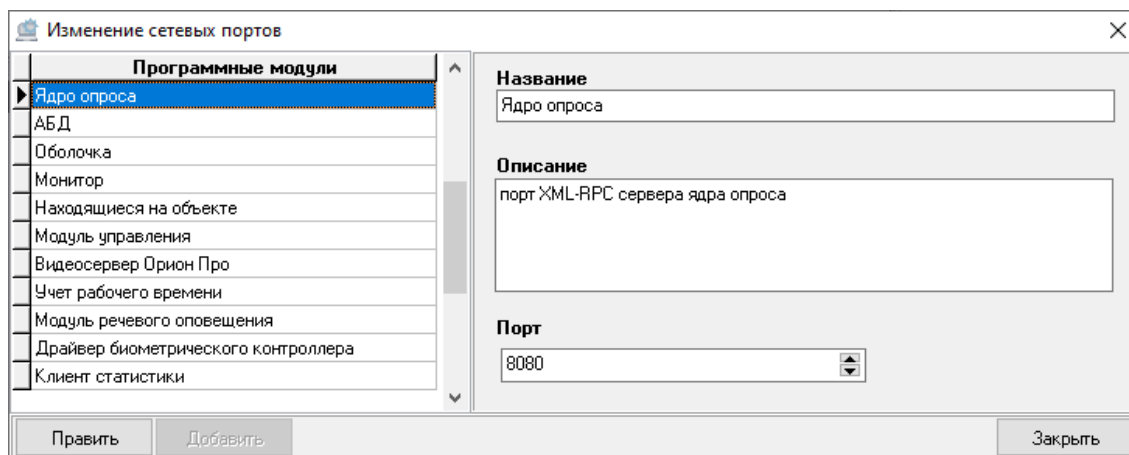 Изменение сетевых портов
Программные модули
Ядро опроса
АБД
Оболочка
Монитор
Находящиеся на объекте
Модуль управления
Видеосервер Орион Про
Учет рабочего времени
Модуль речевого оповещения
Драйвер биометрического контроллера
Клиент статистики
Название
Ядро опроса
Описание
порт XML-RPC сервера ядра опроса
Порт
8080
Править
Добавить
Закрыть